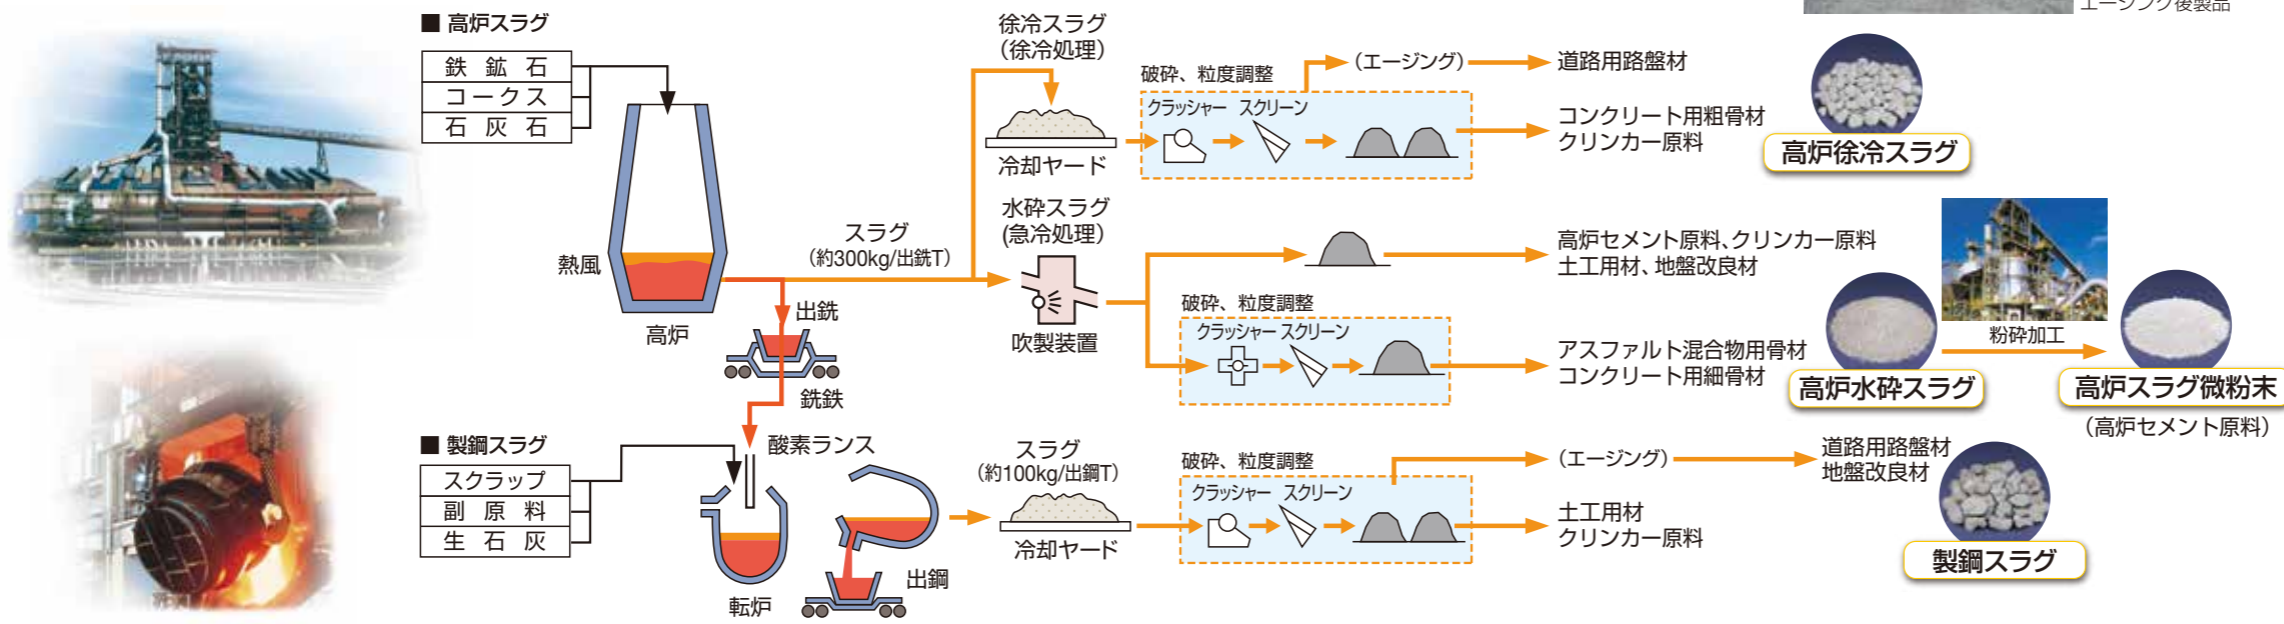 エージング後製品
■ 高炉スラグ
鉄 鉱 石
コークス
石 灰 石
熱風
高炉
スラグ
(約300kg/出銑T)
出銑
銑鉄
徐冷スラグ
(徐冷処理)
冷却ヤード
破砕、粒度調整
クラッシャー スクリーン
(エージング)
道路用路盤材
コンクリート用粗骨材
クリンカー原料
高炉徐冷スラグ
水砕スラグ
(急冷処理)
吹製装置
高炉セメント原料、クリンカー原料
土工用材、地盤改良材
破砕、粒度調整
クラッシャー スクリーン
アスファルト混合物用骨材
コンクリート用細骨材
高炉水砕スラグ
粉砕加工
高炉スラグ微粉末
(高炉セメント原料)
■ 製鋼スラグ
スクラップ
副 原 料
生 石 灰
酸素ランス
転炉
出鋼
スラグ
(約100kg/出鋼T)
冷却ヤード
破砕、粒度調整
クラッシャー スクリーン
(エージング)
道路用路盤材
地盤改良材
土工用材
クリンカー原料
製鋼スラグ